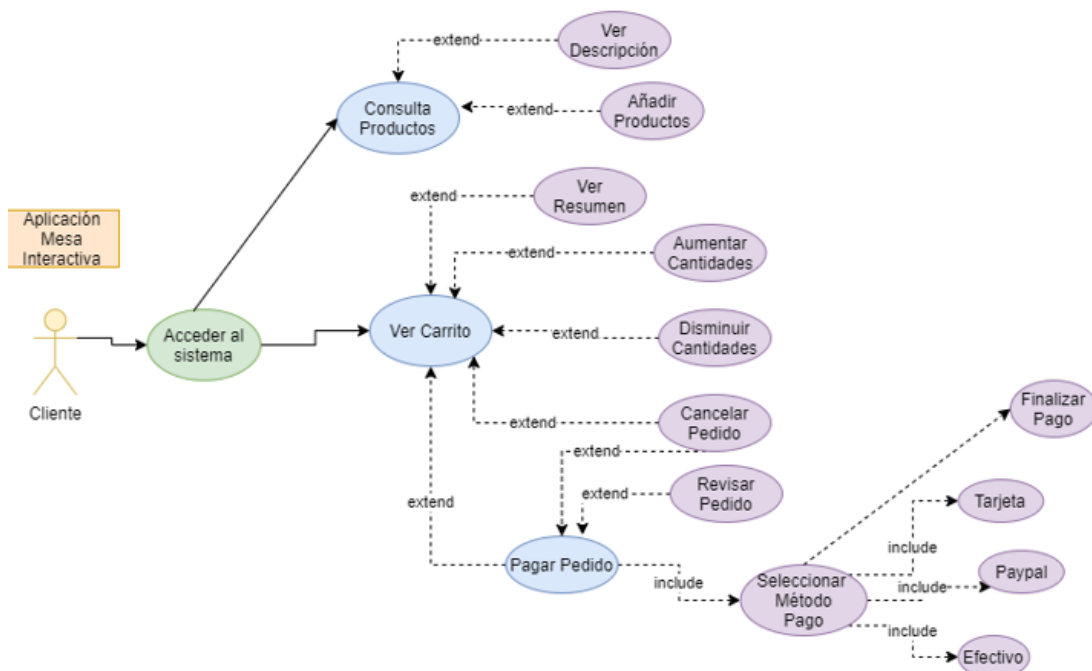 Ver
Descripción
extend
Consulta
Productos
extend
Añadir
Productos
Ver
Resumen
extend
Aplicación
Mesa
Interactiva
Aumentar
Cantidades
extend
Acceder al
sistema
Ver Carrito
extend
Disminuir
Cantidades
Cliente
Finalizar
Pago
Cancelar
Pedido
extend
extend
Revisar
Pedido
extend
extend
Tarjeta
include
Pagar Pedido
include
Seleccionar
Método
Pago
include
Paypal
include
Efectivo